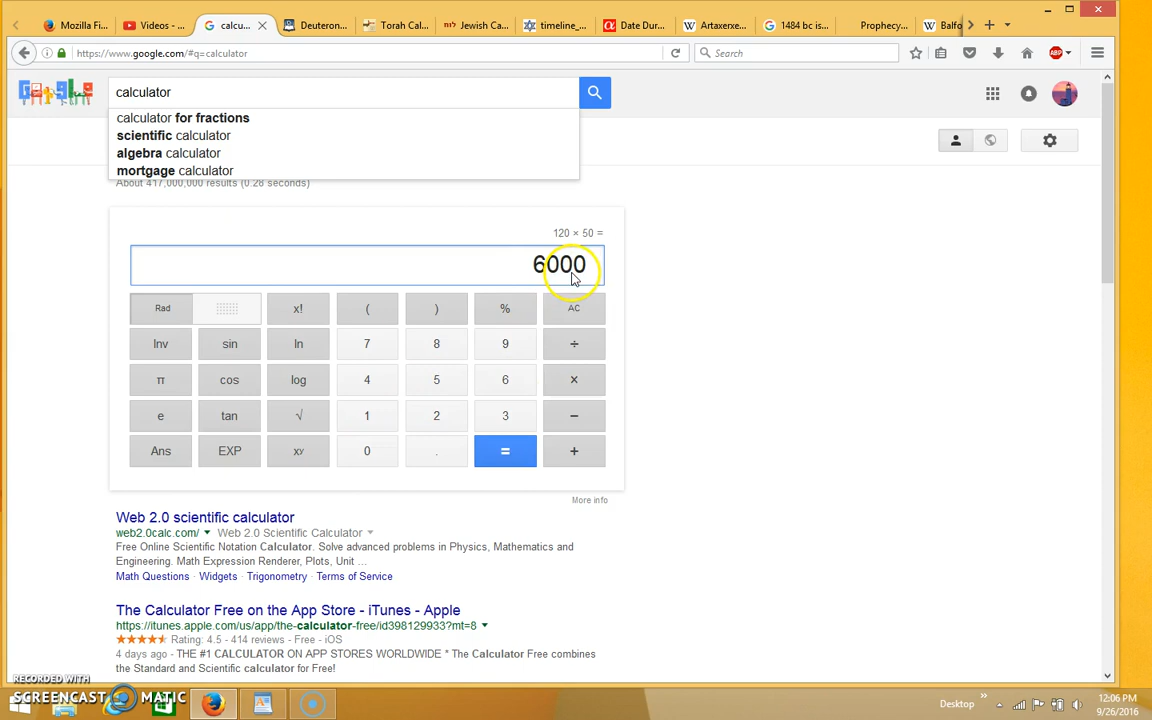 Mozilla Fi...
Videos - ...
calcu...
Deuteron...
Torah Cal...
Jewish Ca...
timeline_...
Date Dur...
Artaxerxe...
1484 bc is...
Prophecy...
Balfo
https://www.google.com/#q=calculator
Search
ABP
Google
calculator
calculator for fractions
scientific calculator
algebra calculator
mortgage calculator
About 417,000,000 results (0.28 seconds)
120 × 50 =
6000
Rad x! ( ) % AC
Inv sin ln 7 8 9 ÷
π cos log 4 5 6 ×
e tan √ 1 2 3 −
Ans EXP xy 0 . = +
More info
Web 2.0 scientific calculator
web2.0calc.com/ Web 2.0 Scientific Calculator
Free Online Scientific Notation Calculator. Solve advanced problems in Physics, Mathematics and
Engineering. Math Expression Renderer, Plots, Unit ...
Math Questions · Widgets · Trigonometry · Terms of Service
The Calculator Free on the App Store - iTunes - Apple
https://itunes.apple.com/us/app/the-calculator-free/id398129933?mt=8
Rating: 4.5 - 414 reviews - Free - iOS
4 days ago - THE #1 CALCULATOR ON APP STORES WORLDWIDE * The Calculator Free combines
the Standard and Scientific calculator for Free!
RECORDED WITH
SCREENCAST MATIC
Desktop
12:06 PM
9/26/2016